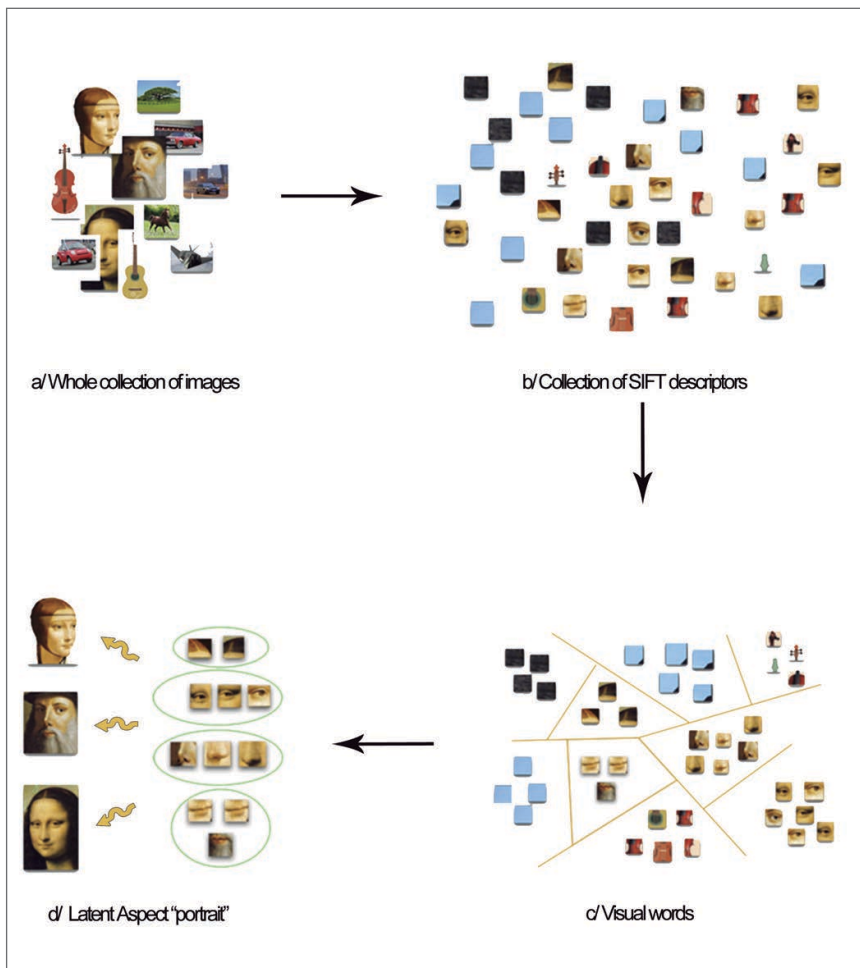 a/ Whole collection of images
b/ Collection of SIFT descriptors
d/ Latent Aspect “portrait”
c/ Visual words